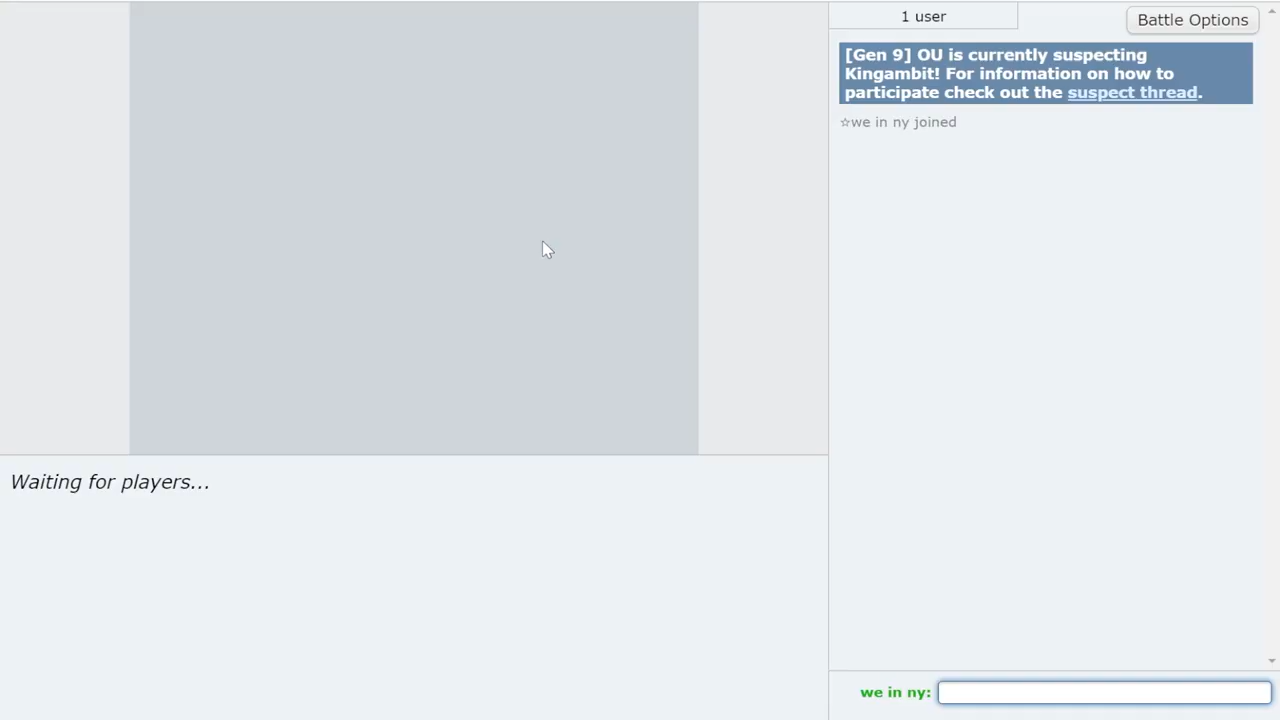 1 user
Battle Options
[Gen 9] OU is currently suspecting
Kingambit! For information on how to
participate check out the suspect thread.
☆we in ny joined
Waiting for players...
we in ny: